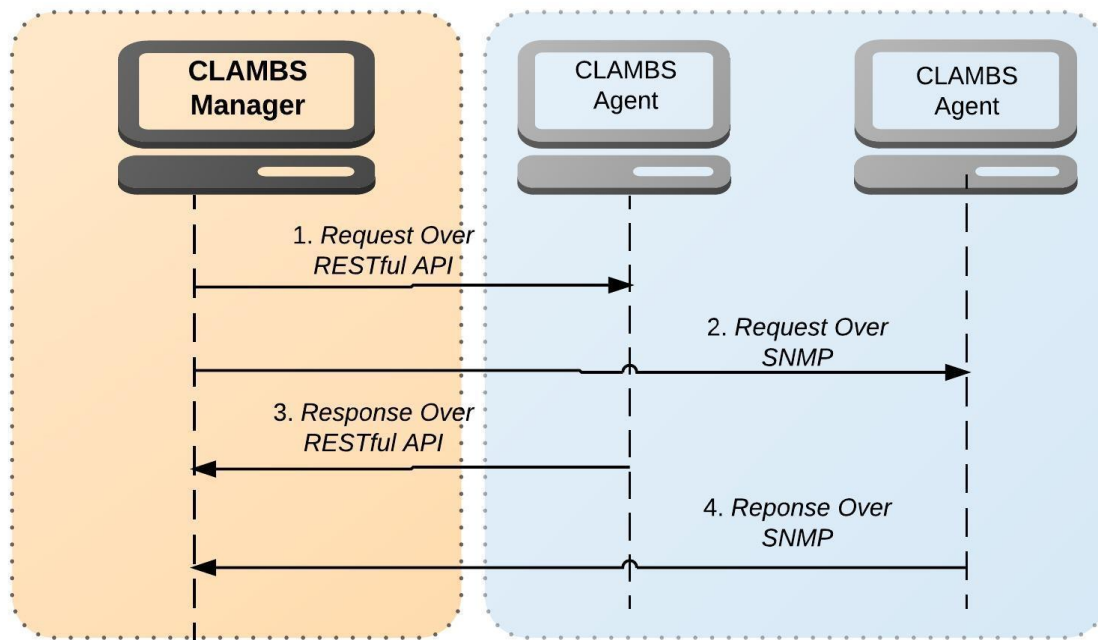 CLAMBS
Manager
CLAMBS
Agent
CLAMBS
Agent
1. Request Over
RESTful API
2. Request Over
SNMP
3. Response Over
RESTful API
4. Reponse Over
SNMP